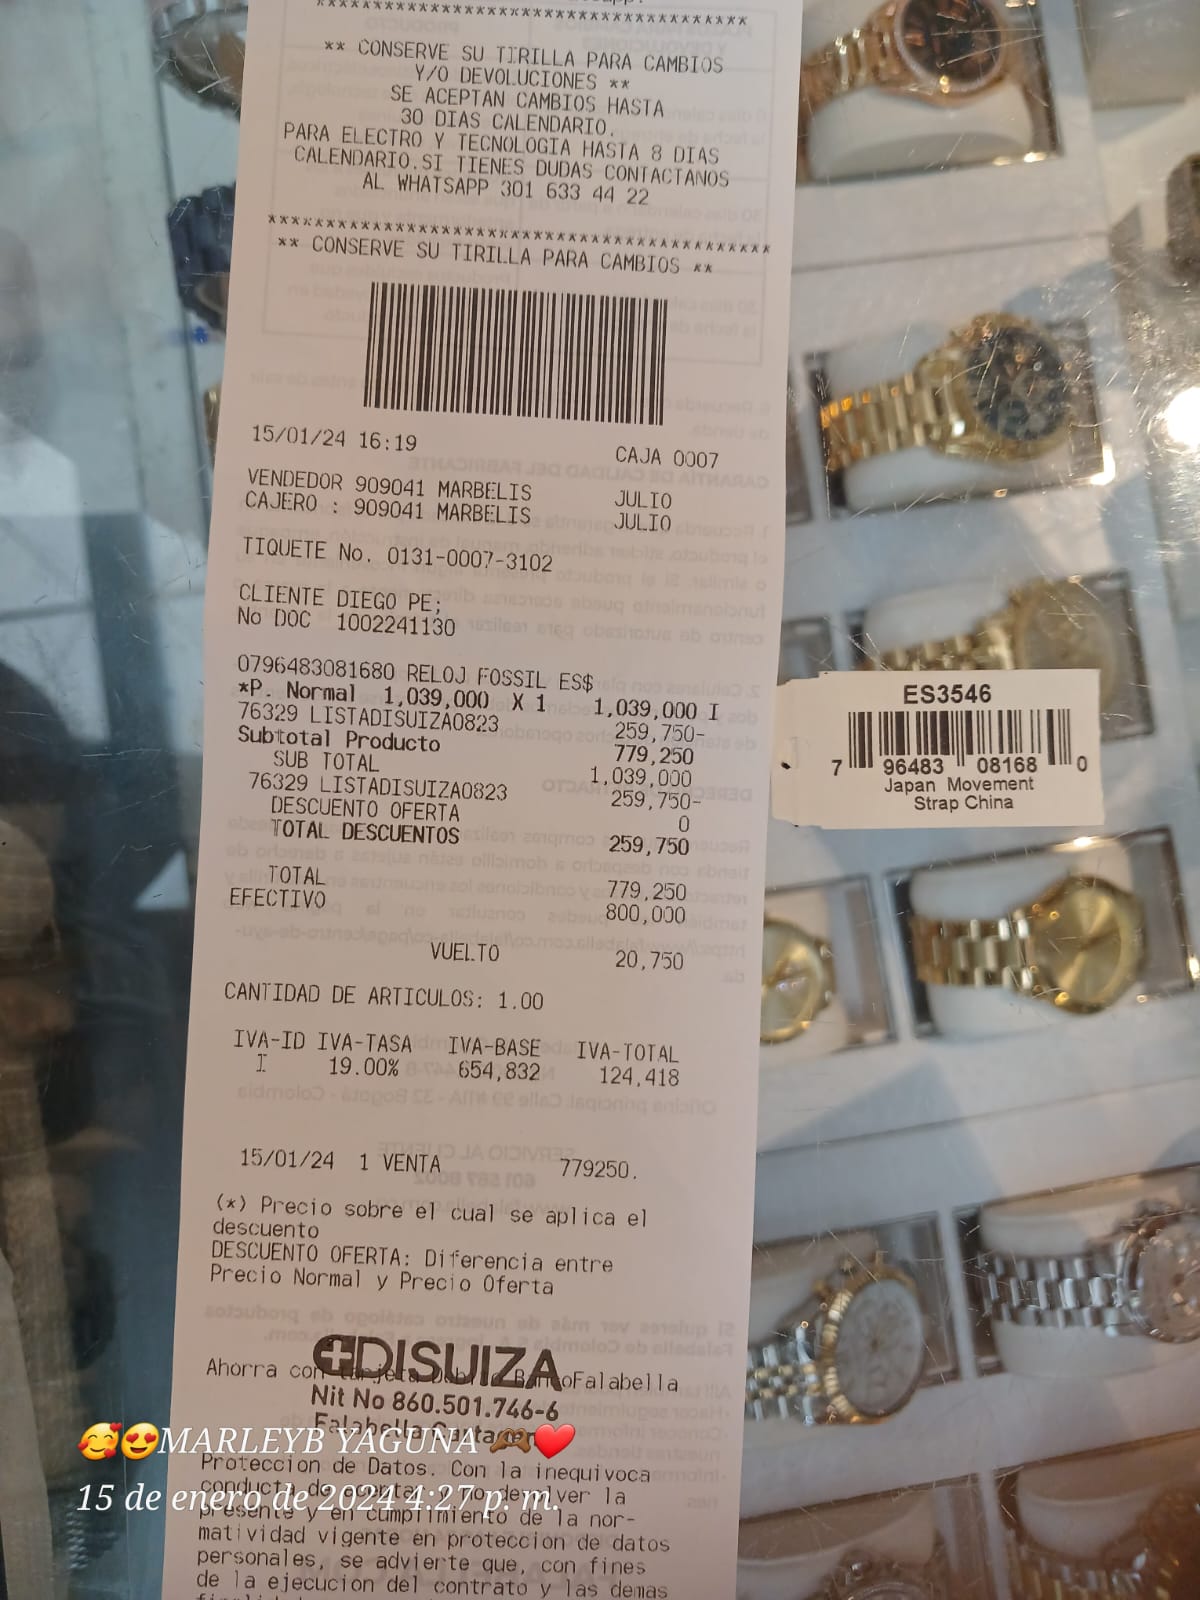 ****************************************
** CONSERVE SU TIRILLA PARA CAMBIOS
Y/O DEVOLUCIONES **
SE ACEPTAN CAMBIOS HASTA
30 DIAS CALENDARIO.
PARA ELECTRO Y TECNOLOGIA HASTA 8 DIAS
CALENDARIO.SI TIENES DUDAS CONTACTANOS
AL WHATSAPP 301 633 44 22
****************************************
** CONSERVE SU TIRILLA PARA CAMBIOS **
15/01/24 16:19 CAJA 0007
VENDEDOR 909041 MARBELIS JULIO
CAJERO : 909041 MARBELIS JULIO
TIQUETE No. 0131-0007-3102
CLIENTE DIEGO PE;
No DOC 1002241130
0796483081680 RELOJ FOSSIL ES$
*P. Normal 1,039,000 X 1 1,039,000 I
76329 LISTADISUIZA0823 259,750-
Subtotal Producto 779,250
SUB TOTAL 1,039,000
76329 LISTADISUIZA0823 259,750-
DESCUENTO OFERTA 0
TOTAL DESCUENTOS 259,750
TOTAL 779,250
EFECTIVO 800,000
VUELTO 20,750
CANTIDAD DE ARTICULOS: 1.00
IVA-ID IVA-TASA IVA-BASE IVA-TOTAL
I 19.00% 654,832 124,418
15/01/24 1 VENTA 779250.
(*) Precio sobre el cual se aplica el
descuento
DESCUENTO OFERTA: Diferencia entre
Precio Normal y Precio Oferta
DISUIZA
Ahorra con tarjeta Debito BancoFalabella
Nit No 860.501.746-6
Falabella
MARLEYB YAGUNA
Proteccion de Datos. Con la inequivoca
15 de enero de 2024 4:27 p. m.
conducta de aceptar y no devolver la
presente y en cumplimiento de la nor-
matividad vigente en proteccion de datos
personales, se advierte que, con fines
de la ejecucion del contrato y las demas
ES3546
7 96483 08168 0
Japan Movement
Strap China